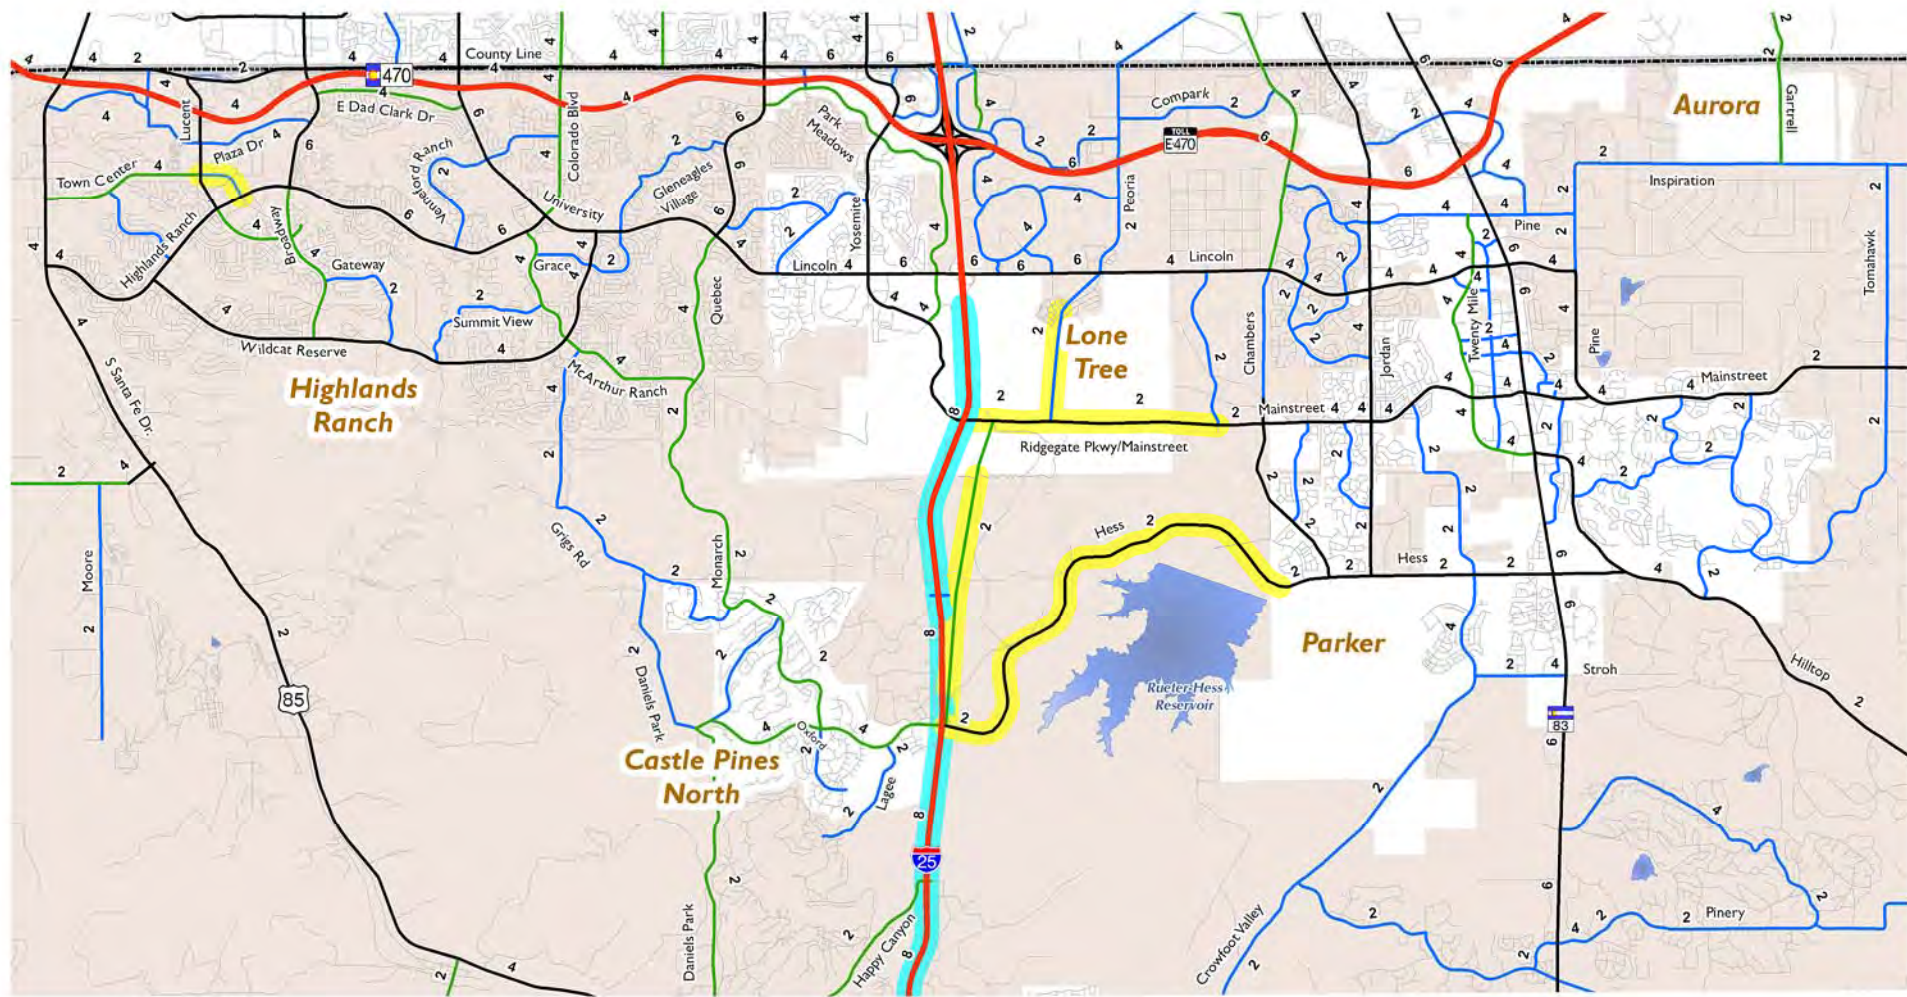 County Line
470
E Dad Clark Dr
Lucent
Plaza Dr
Town Center
Venneford Ranch
Colorado Blvd
Park
Meadows
Compark
TOLL
E-470
Aurora
Gartrell
Gleneagles
Village
University
Broadway
Highlands Ranch
Gateway
Grace
Yosemite
Peoria
Inspiration
Pine
Tomahawk
Lincoln
Lincoln
Quebec
Summit View
Wildcat Reserve
McArthur Ranch
Lone
Tree
Chambers
Jordan
Twenty Mile
Pine
S Santa Fe Dr.
Highlands
Ranch
Mainstreet
Mainstreet
Ridgegate Pkwy/Mainstreet
Grigs Rd
Monarch
Moore
Hess
Hess
Parker
Rueter-Hess
Reservoir
Stroh
Hilltop
85
Daniels Park
Oxford
83
Castle Pines
North
Lagee
25
Daniels Park
Happy Canyon
Crowfoot Valley
Pinery